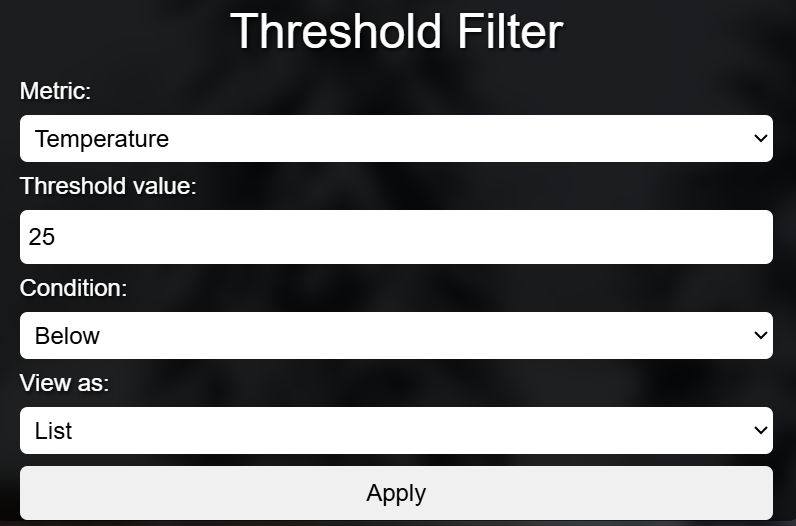 Threshold Filter
Metric:
Temperature
Threshold value:
25
Condition:
Below
View as:
List
Apply